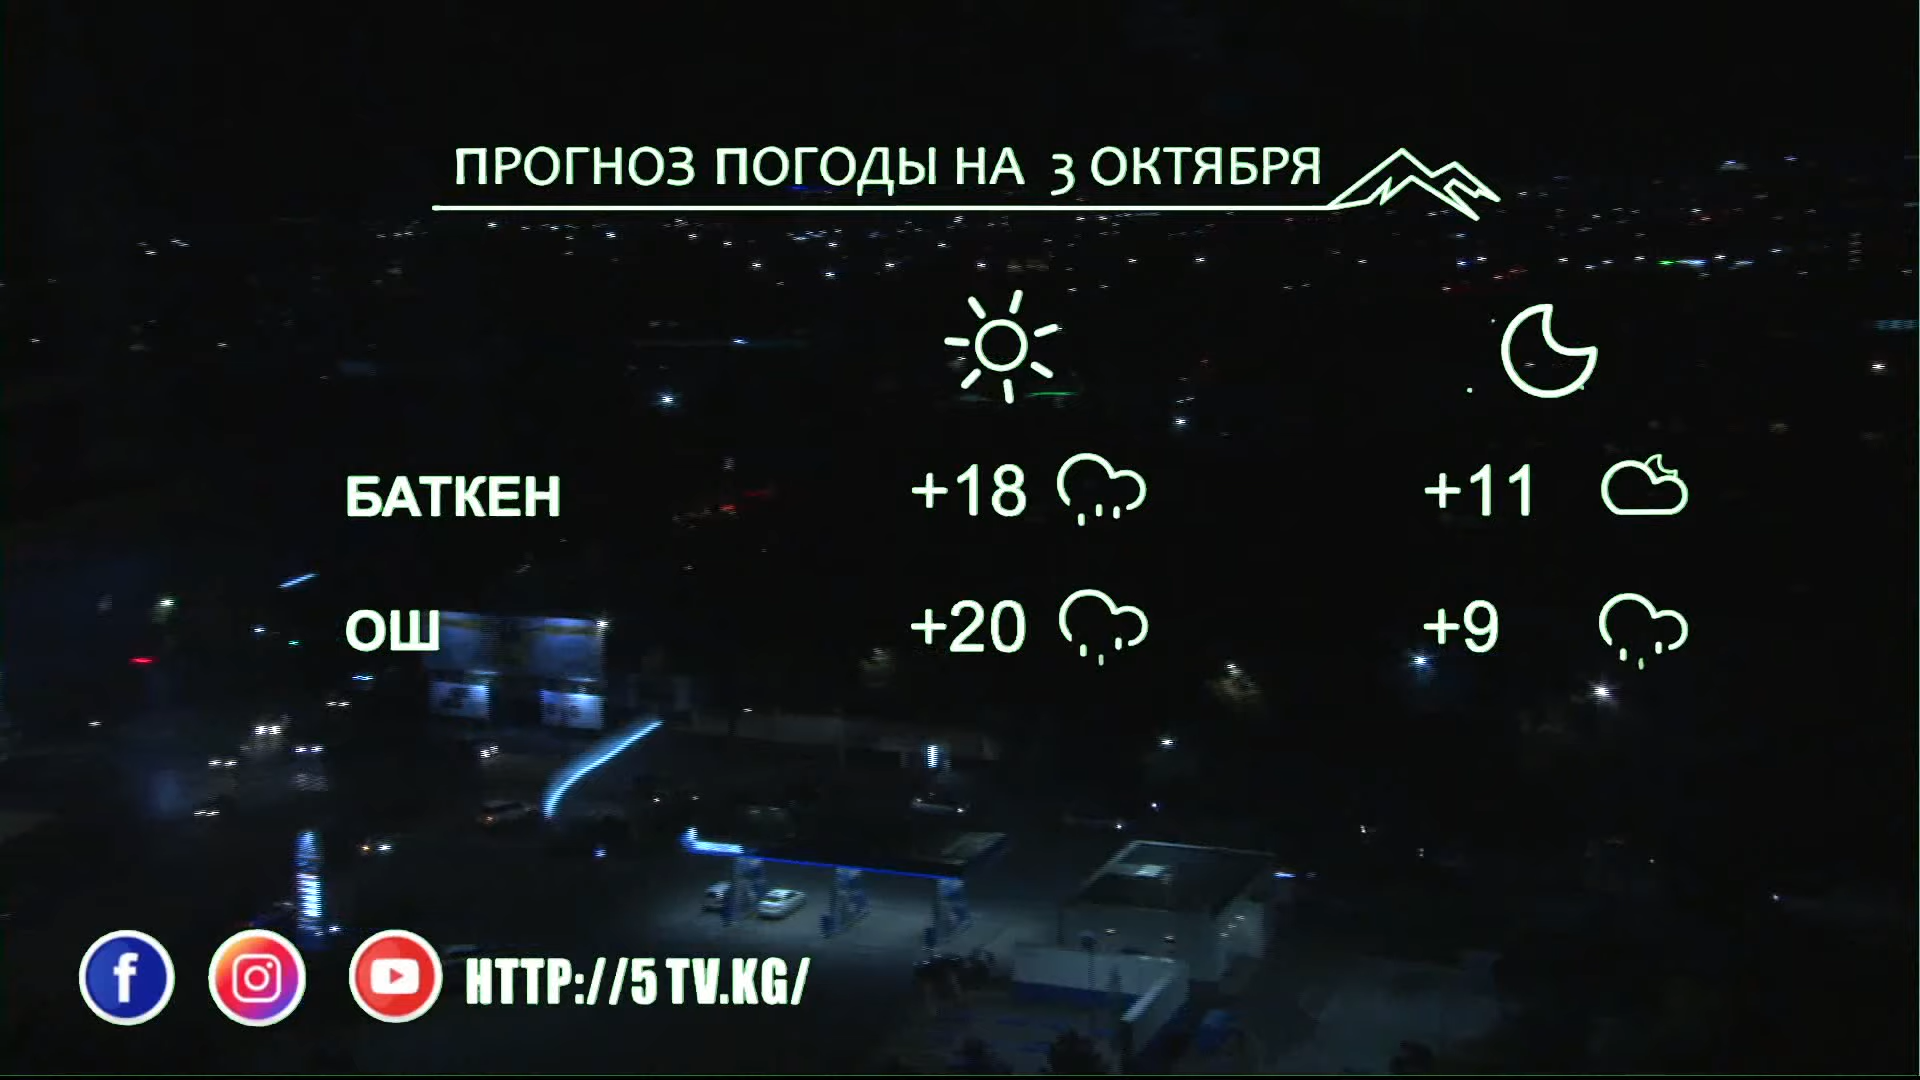 ПРОГНОЗ ПОГОДЫ НА 3 ОКТЯБРЯ
БАТКЕН +18 +11
ОШ +20 +9
HTTP://5TV.KG/